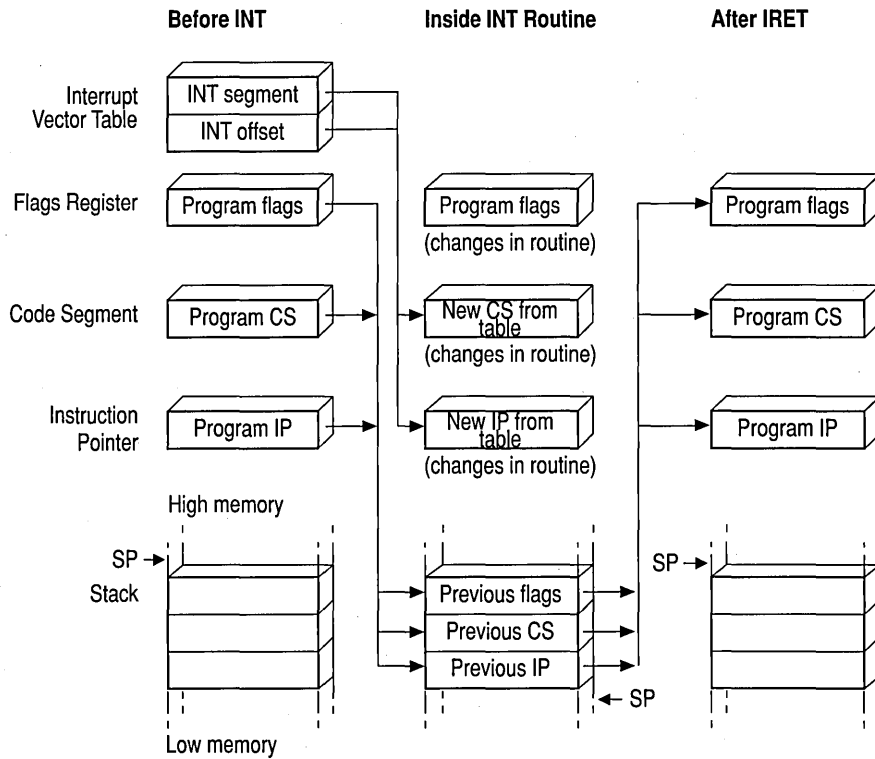 Before INT
Inside INT Routine
After IRET
Interrupt
Vector Table
INT segment
INT offset
Flags Register
Program flags
Program flags
(changes in routine)
Program flags
Code Segment
Program CS
New CS from
table
(changes in routine)
Program CS
Instruction
Pointer
Program IP
New IP from
table
(changes in routine)
Program IP
High memory
SP
SP
Stack
Previous flags
Previous CS
Previous IP
SP
Low memory